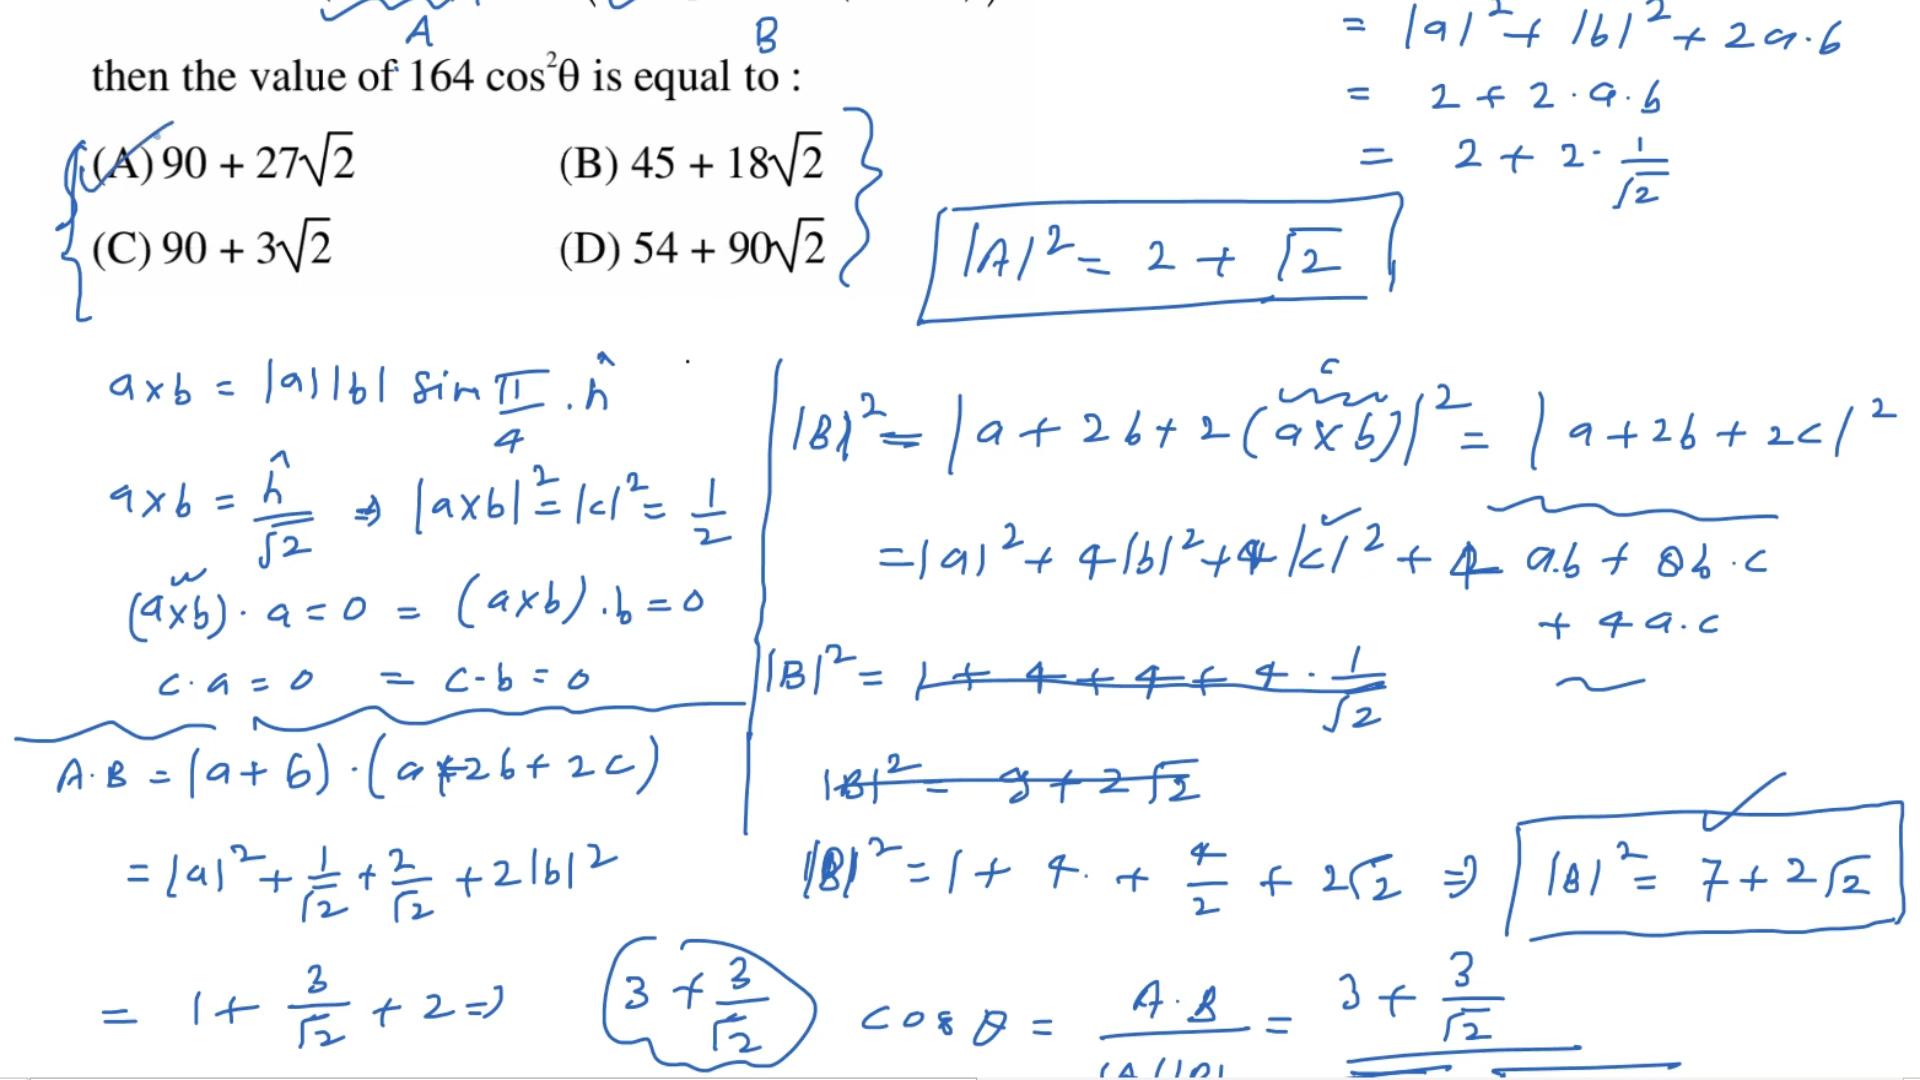 A B
then the value of 164 cos²θ is equal to :
(A) 90 + 27√2 (B) 45 + 18√2
(C) 90 + 3√2 (D) 54 + 90√2
= |a|² + |b|² + 2a.b
= 2 + 2.a.b
= 2 + 2. 1/√2
|A|² = 2 + √2
a×b = |a||b| sin π/4 . n̂
a×b = n̂/√2 ⇒ |a×b|² = |c|² = 1/2
(a×b).a = 0 = (a×b).b = 0
c.a = 0 = c-b = 0
A.B = (a+b).(a+2b+2c)
= |a|² + 1/√2 + 2/√2 + 2|b|²
= 1 + 3/√2 + 2 ⇒ 3 + 3/√2
c
|B|² = |a+2b+2(a×b)|² = |a+2b+2c|²
= |a|² + 4|b|² + 4|c|² + 4 a.b + 8b.c
+ 4a.c
|B|² = 1 + 4 + 4 + 4. 1/√2
|B|² = 9 + 2√2
|B|² = 1 + 4. + 4/2 + 2√2 ⇒ |B|² = 7 + 2√2
cos θ = A.B / |A||B| = 3 + 3/√2